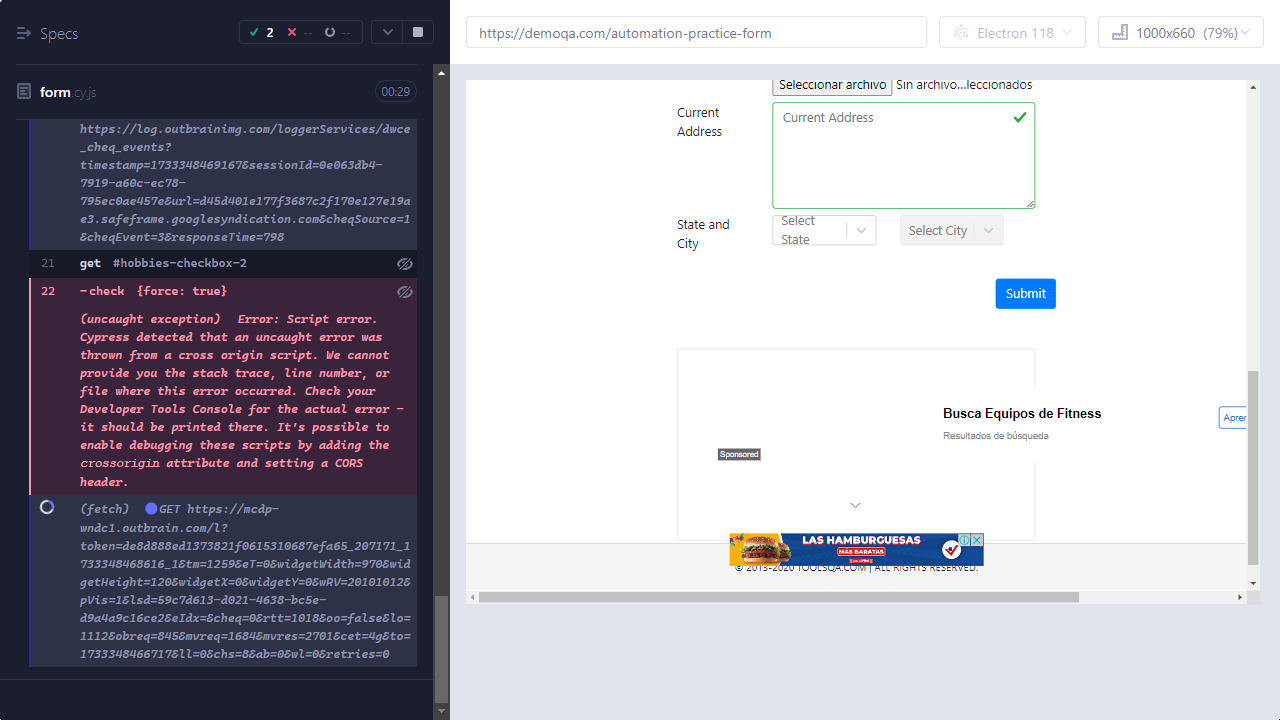 Specs
2
--
--
form.cy.js
00:29
https://log.outbrainimg.com/loggerServices/dwce
_cheq_events?
timestamp=1733348469167&sessionId=0e063db4-
7919-a60c-ec78-
795ec0ae457e&url=d45d401e177f3687c2f170e127e19a
e3.safeframe.googlesyndication.com&cheqSource=1
&cheqEvent=3&responseTime=798
21 get #hobbies-checkbox-2
22 -check {force: true}
(uncaught exception) Error: Script error.
Cypress detected that an uncaught error was
thrown from a cross origin script. We cannot
provide you the stack trace, line number, or
file where this error occurred. Check your
Developer Tools Console for the actual error -
it should be printed there. It's possible to
enable debugging these scripts by adding the
crossorigin attribute and setting a CORS
header.
(fetch) GET https://mcdp-
wndc1.outbrain.com/l?
token=de8d888ed1373821f0615310687efa65_207171_1
733348468616_1&tm=1259&eT=0&widgetWidth=970&wid
getHeight=120&widgetX=0&widgetY=0&wRV=20101012&
pVis=1&lsd=59c7d613-d021-4638-bc5e-
d9a4a9c16ce2&eIdx=&cheq=0&rtt=1018&oo=false&lo=
1112&obreq=845&mvreq=1684&mvres=2701&cet=4g&to=
1733348466717&ll=0&chs=8&ab=0&wl=0&retries=0
https://demoqa.com/automation-practice-form
Electron 118
1000x660 (79%)
Seleccionar archivo Sin archivo...leccionados
Current
Address
Current Address
State and
City
Select
State
Select City
Submit
Busca Equipos de Fitness
Resultados de búsqueda
Aprer
Sponsored
LAS HAMBURGUESAS
MÁS BARATAS
© 2013-2020 TOOLSQA.COM | ALL RIGHTS RESERVED.